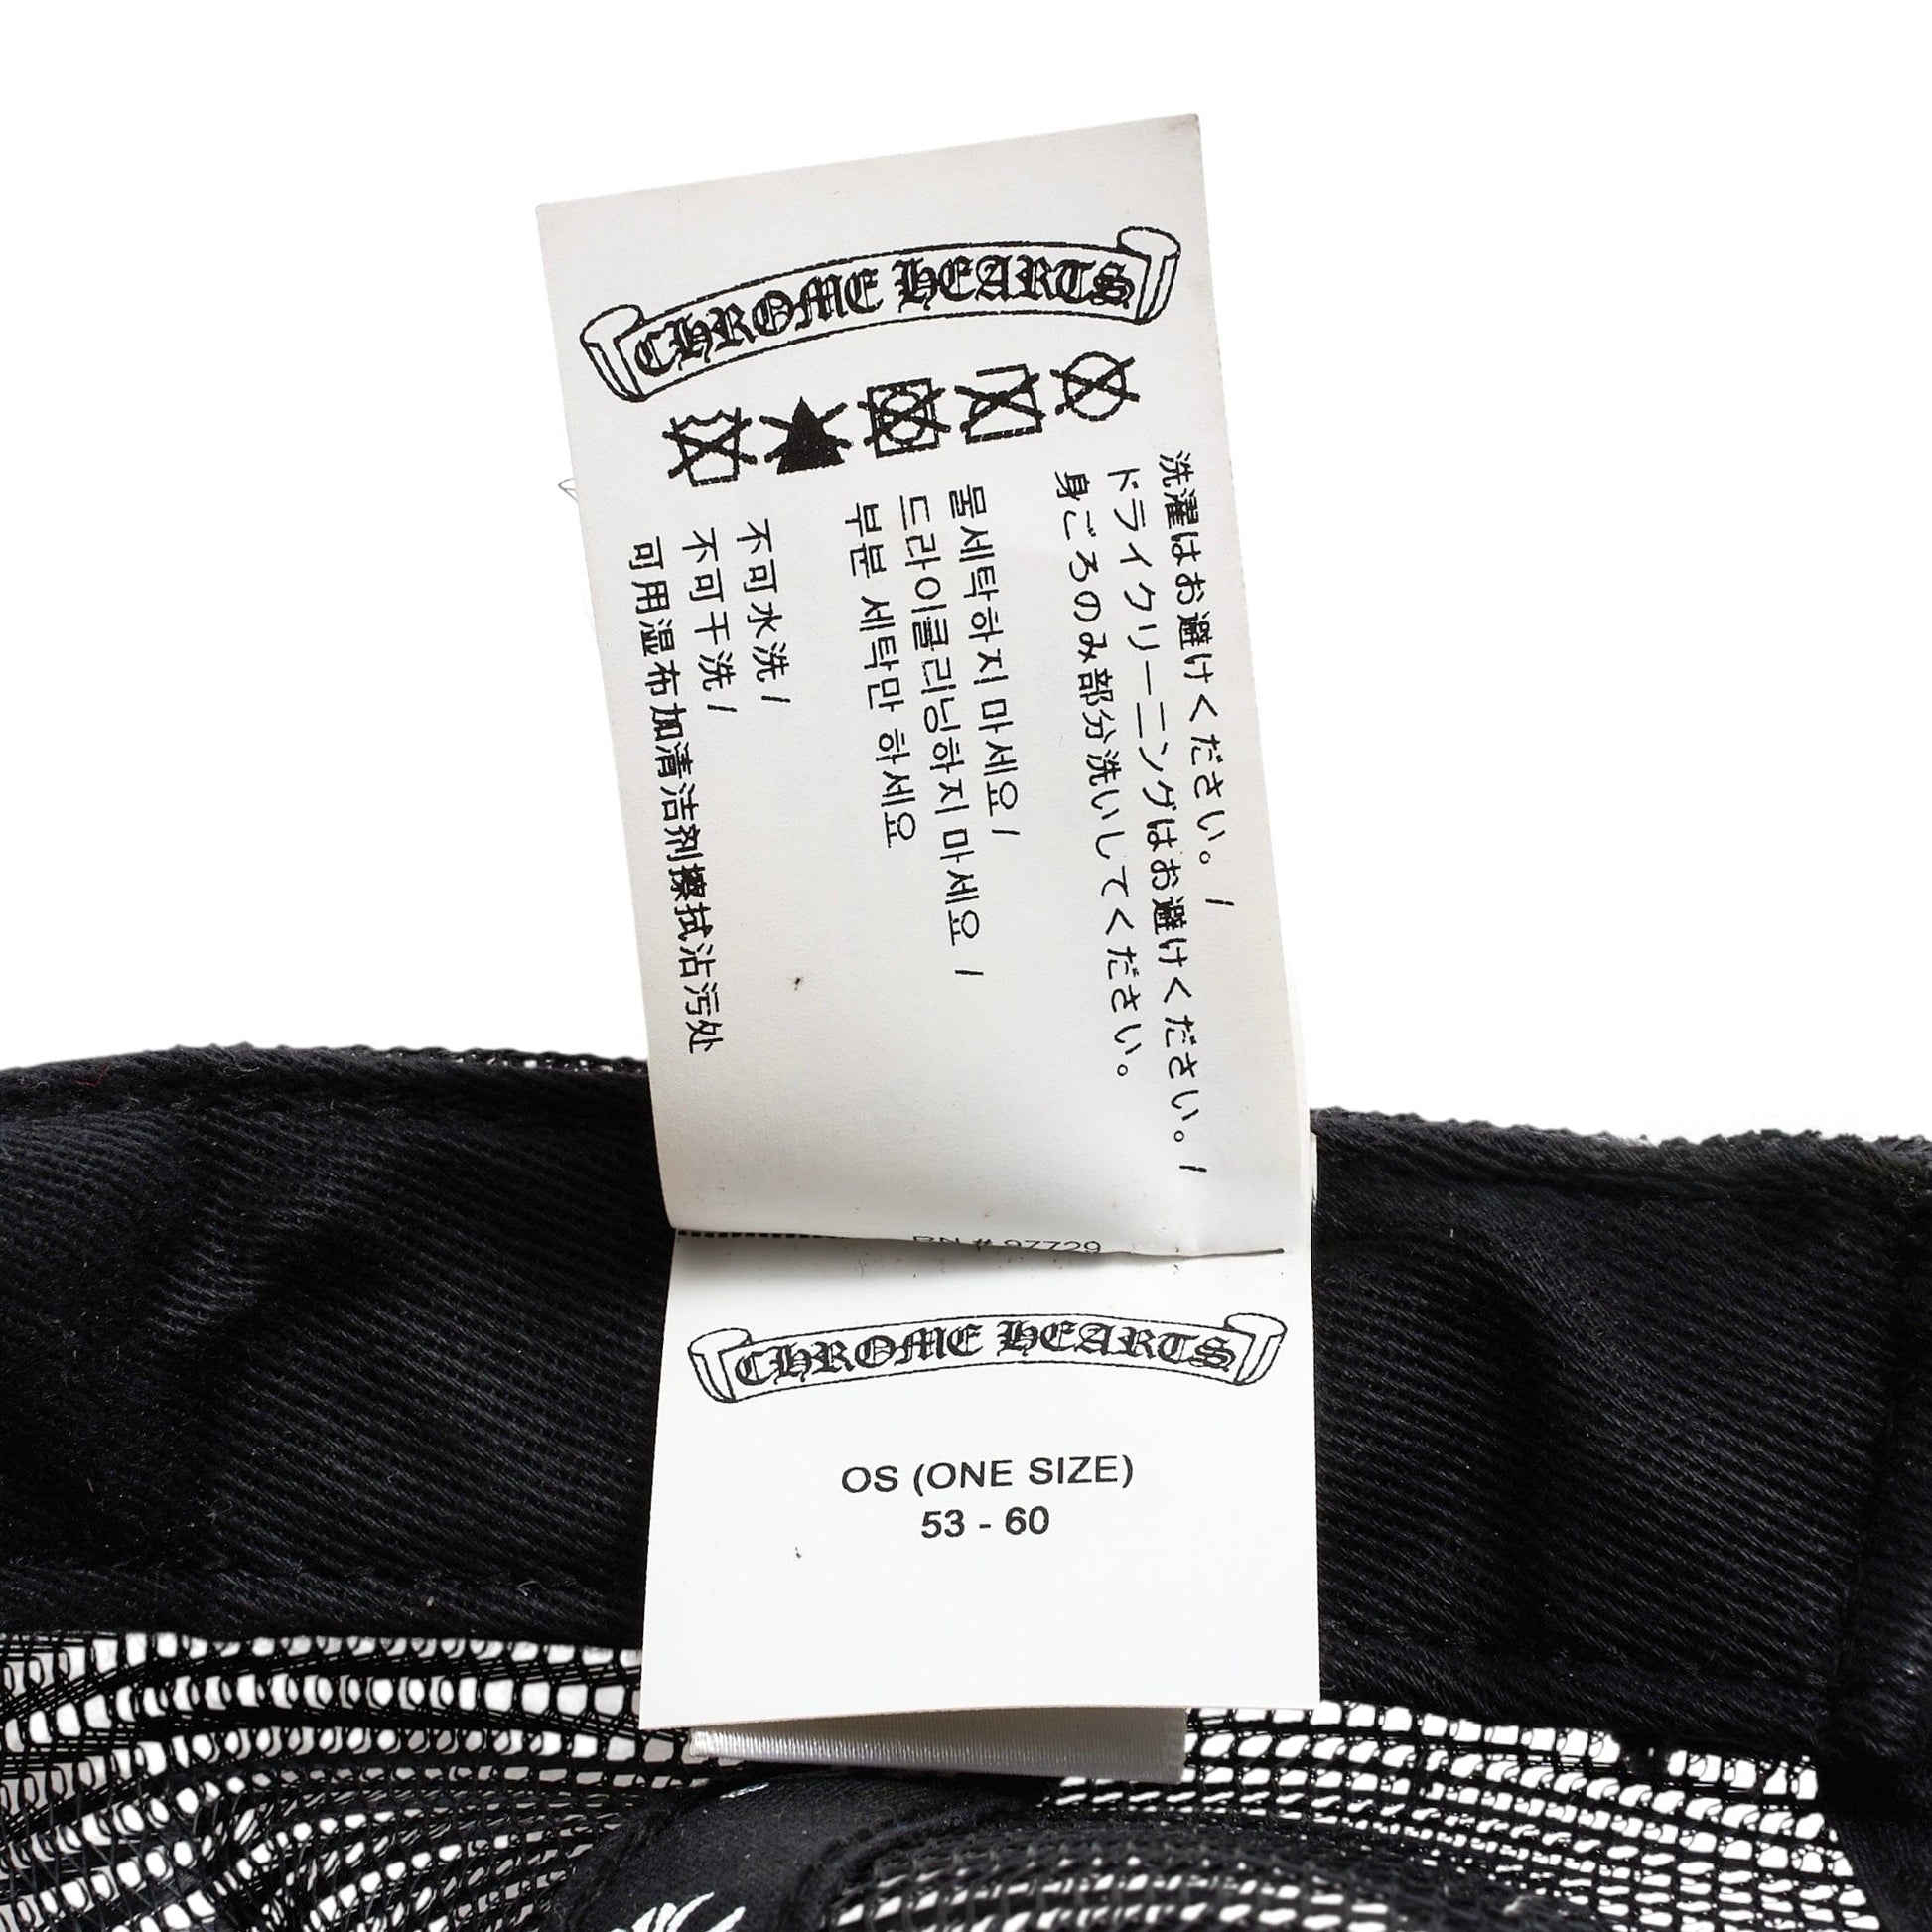 CHROME HEARTS
洗濯はお避けください。/
ドライクリーニングはお避けください。/
身ごろのみ部分洗いしてください。
물세탁하지 마세요/
드라이클리닝하지 마세요 /
부분 세탁만 하세요
不可水洗/
不可干洗/
可用湿布加清洁剂擦拭沾污处
RN # 97729
CHROME HEARTS
OS (ONE SIZE)
53 - 60